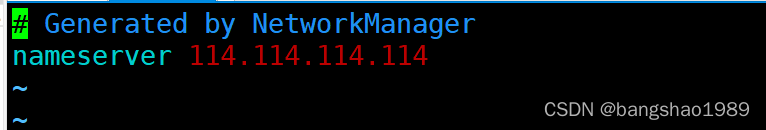 # Generated by NetworkManager
nameserver 114.114.114.114
~
~
CSDN @bangshao1989